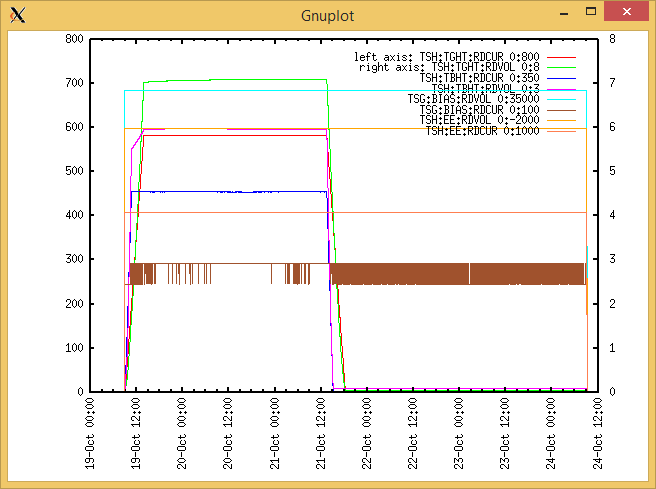 Gnuplot
800
700
600
500
400
300
200
100
0
8
7
6
5
4
3
2
1
0
left axis: TSH:TGHT:RDCUR 0:800
right axis: TSH:TGHT:RDVOL 0:8
TSH:TBHT:RDCUR 0:350
TSH:TBHT:RDVOL 0:3
TSG:BIAS:RDVOL 0:35000
TSG:BIAS:RDCUR 0:100
TSH:EE:RDVOL 0:-2000
TSH:EE:RDCUR 0:1000
19-Oct 00:00
19-Oct 12:00
20-Oct 00:00
20-Oct 12:00
21-Oct 00:00
21-Oct 12:00
22-Oct 00:00
22-Oct 12:00
23-Oct 00:00
23-Oct 12:00
24-Oct 00:00
24-Oct 12:00